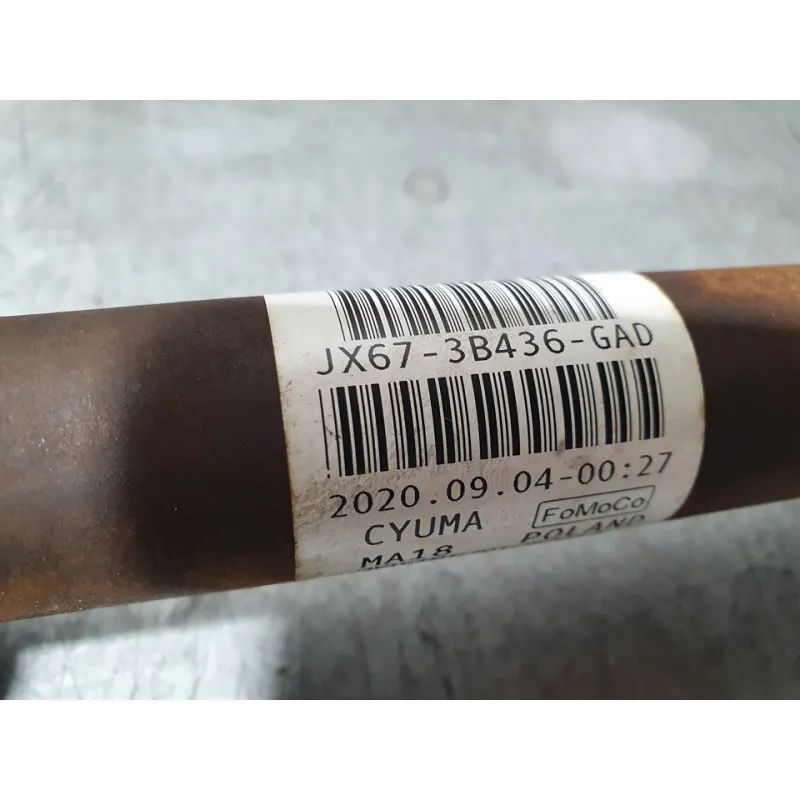 JX67-3B436-GAD
2020.09.04-00:27
CYUMA FoMoCo
MA18 POLAND